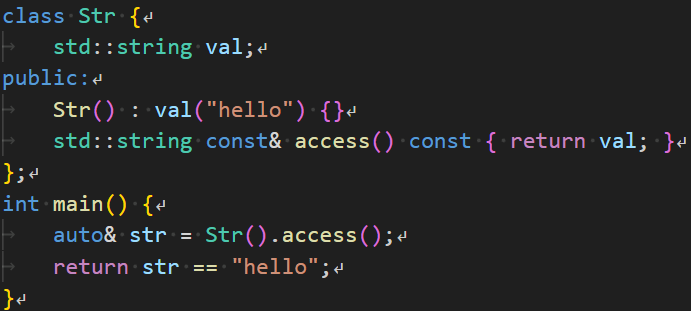 class Str {
    std::string val;
public:
    Str() : val("hello") {}
    std::string const& access() const { return val; }
};
int main() {
    auto& str = Str().access();
    return str == "hello";
}